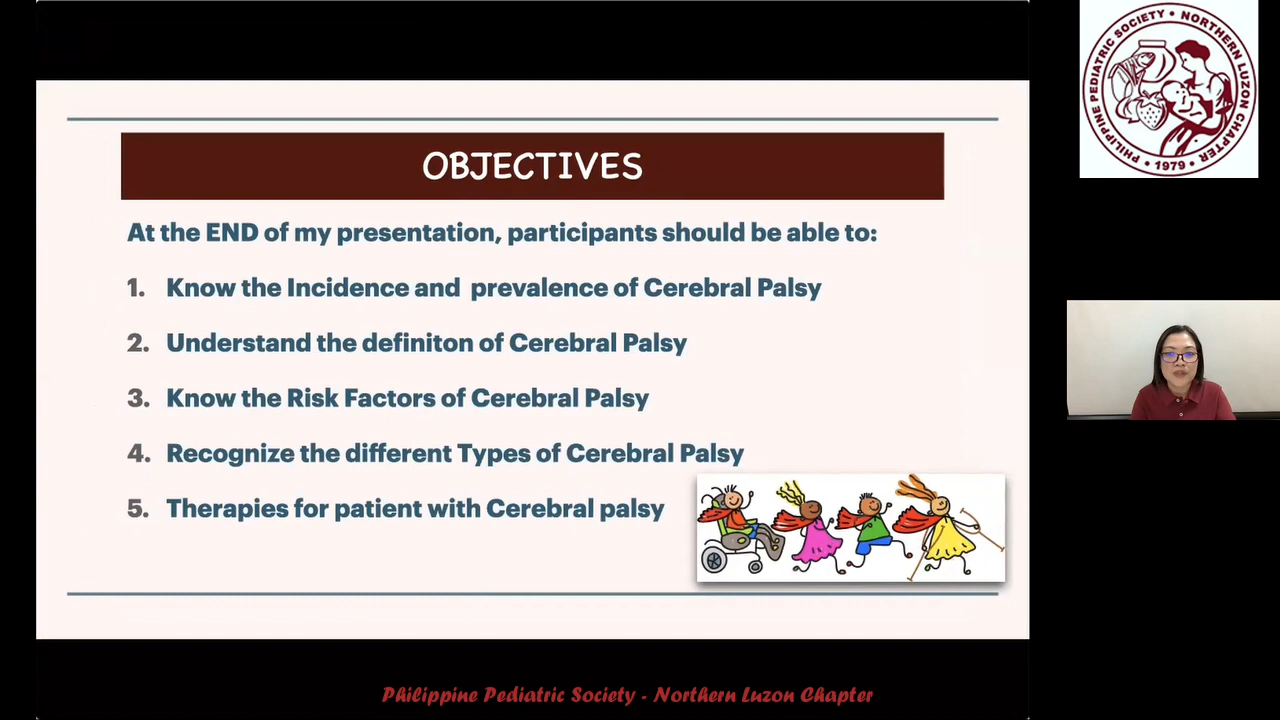 OBJECTIVES
At the END of my presentation, participants should be able to:
1. Know the Incidence and prevalence of Cerebral Palsy
2. Understand the definiton of Cerebral Palsy
3. Know the Risk Factors of Cerebral Palsy
4. Recognize the different Types of Cerebral Palsy
5. Therapies for patient with Cerebral palsy
PHILIPPINE PEDIATRIC SOCIETY • NORTHERN LUZON CHAPTER
• 1979 •
Philippine Pediatric Society - Northern Luzon Chapter